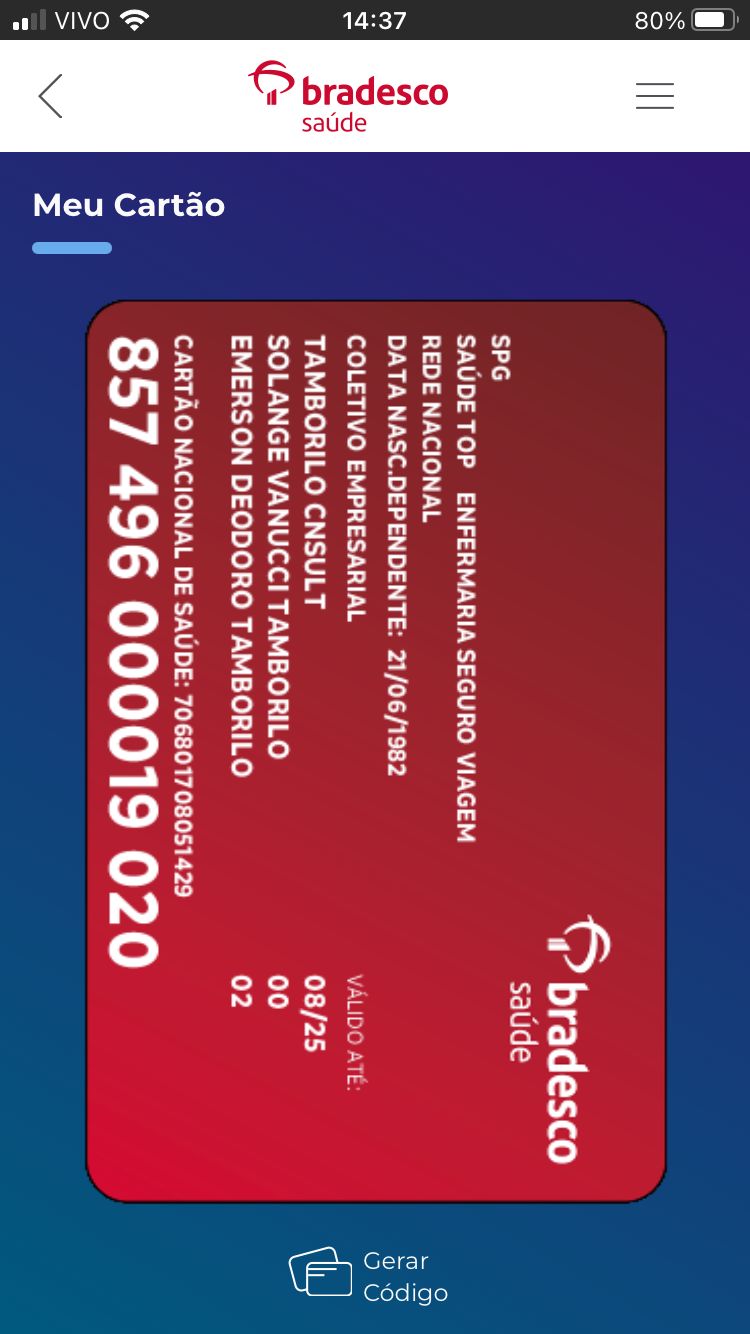 VIVO 14:37 80%
bradesco
saúde
Meu Cartão
bradesco
saúde
SPG
SAÚDE TOP ENFERMARIA SEGURO VIAGEM
REDE NACIONAL
DATA NASC.DEPENDENTE: 21/06/1982
COLETIVO EMPRESARIAL VÁLIDO ATÉ:
TAMBORILO CNSULT 08/25
SOLANGE VANUCCI TAMBORILO 00
EMERSON DEODORO TAMBORILO 02
CARTÃO NACIONAL DE SAÚDE: 706801708051429
857 496 000019 020
Gerar
Código